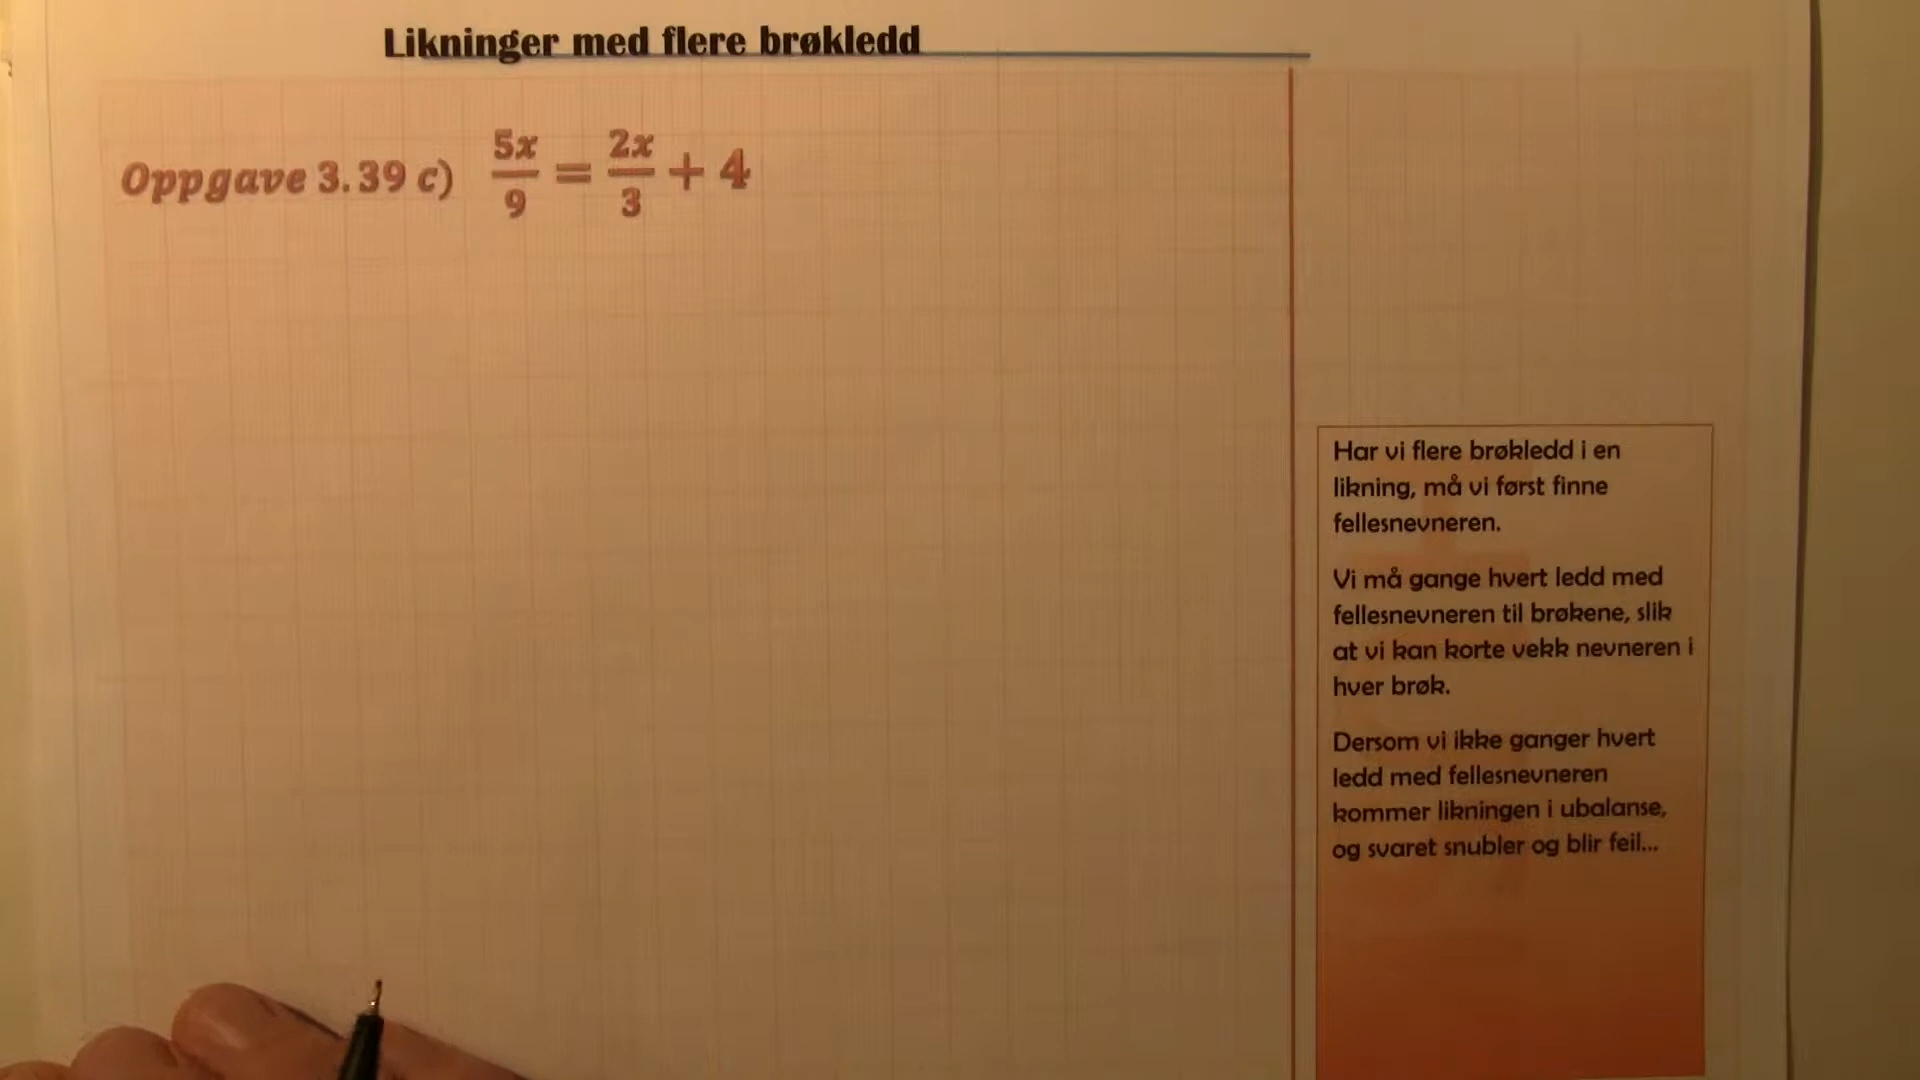 Likninger med flere brøkledd
Oppgave 3.39 c) 5x/9 = 2x/3 + 4
Har vi flere brøkledd i en
likning, må vi først finne
fellesnevneren.
Vi må gange hvert ledd med
fellesnevneren til brøkene, slik
at vi kan korte vekk nevneren i
hver brøk.
Dersom vi ikke ganger hvert
ledd med fellesnevneren
kommer likningen i ubalanse,
og svaret snubler og blir feil...